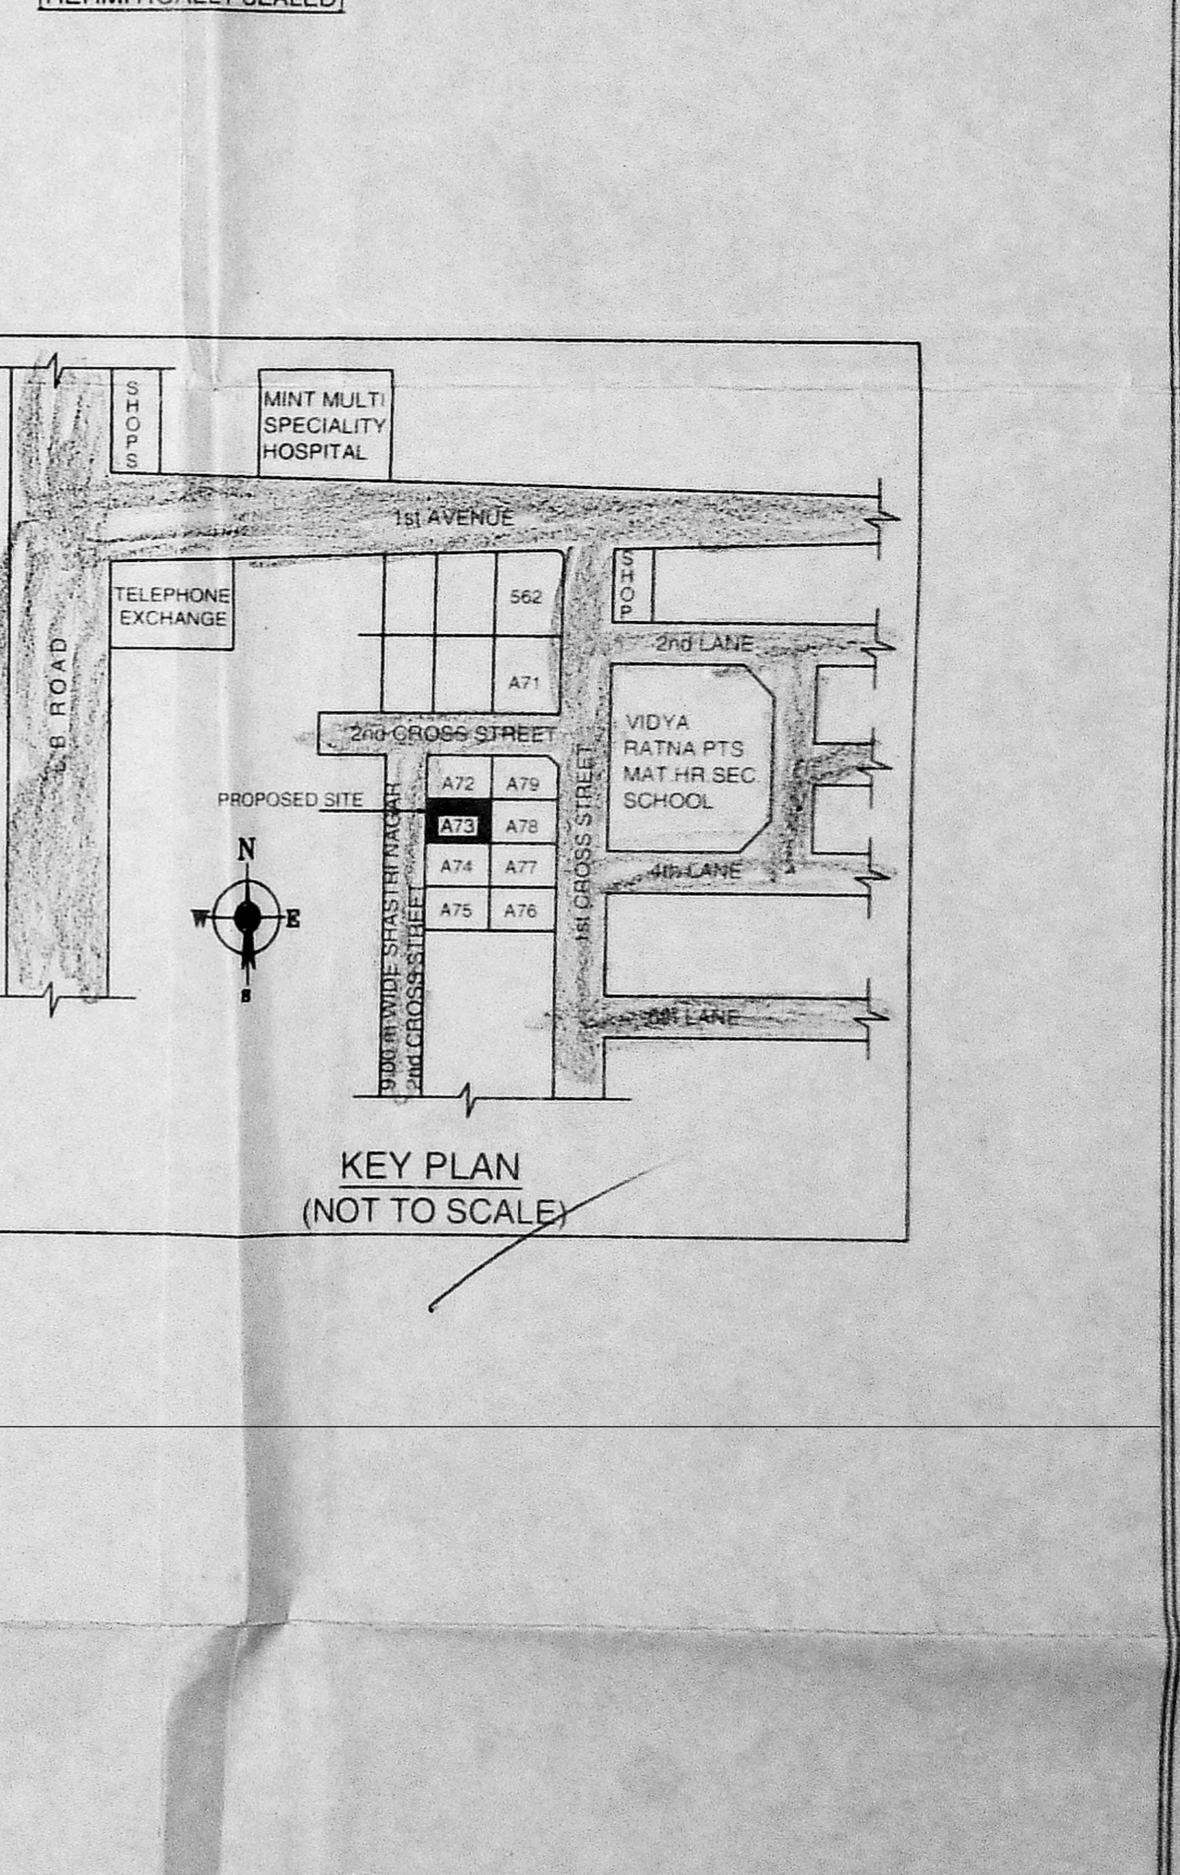 SHOPS
MINT MULTI
SPECIALITY
HOSPITAL
1st AVENUE
TELEPHONE
EXCHANGE
562
SHOP
2nd LANE
A71
B ROAD
2nd CROSS STREET
VIDYA
RATNA PTS
MAT.HR.SEC.
SCHOOL
A72 A79
PROPOSED SITE
A73 A78
A74 A77
A75 A76
4th LANE
1st CROSS STREET
9.00 m WIDE SHASTRI NAGAR
2nd CROSS STREET
N
W E
S
LANE
KEY PLAN
(NOT TO SCALE)